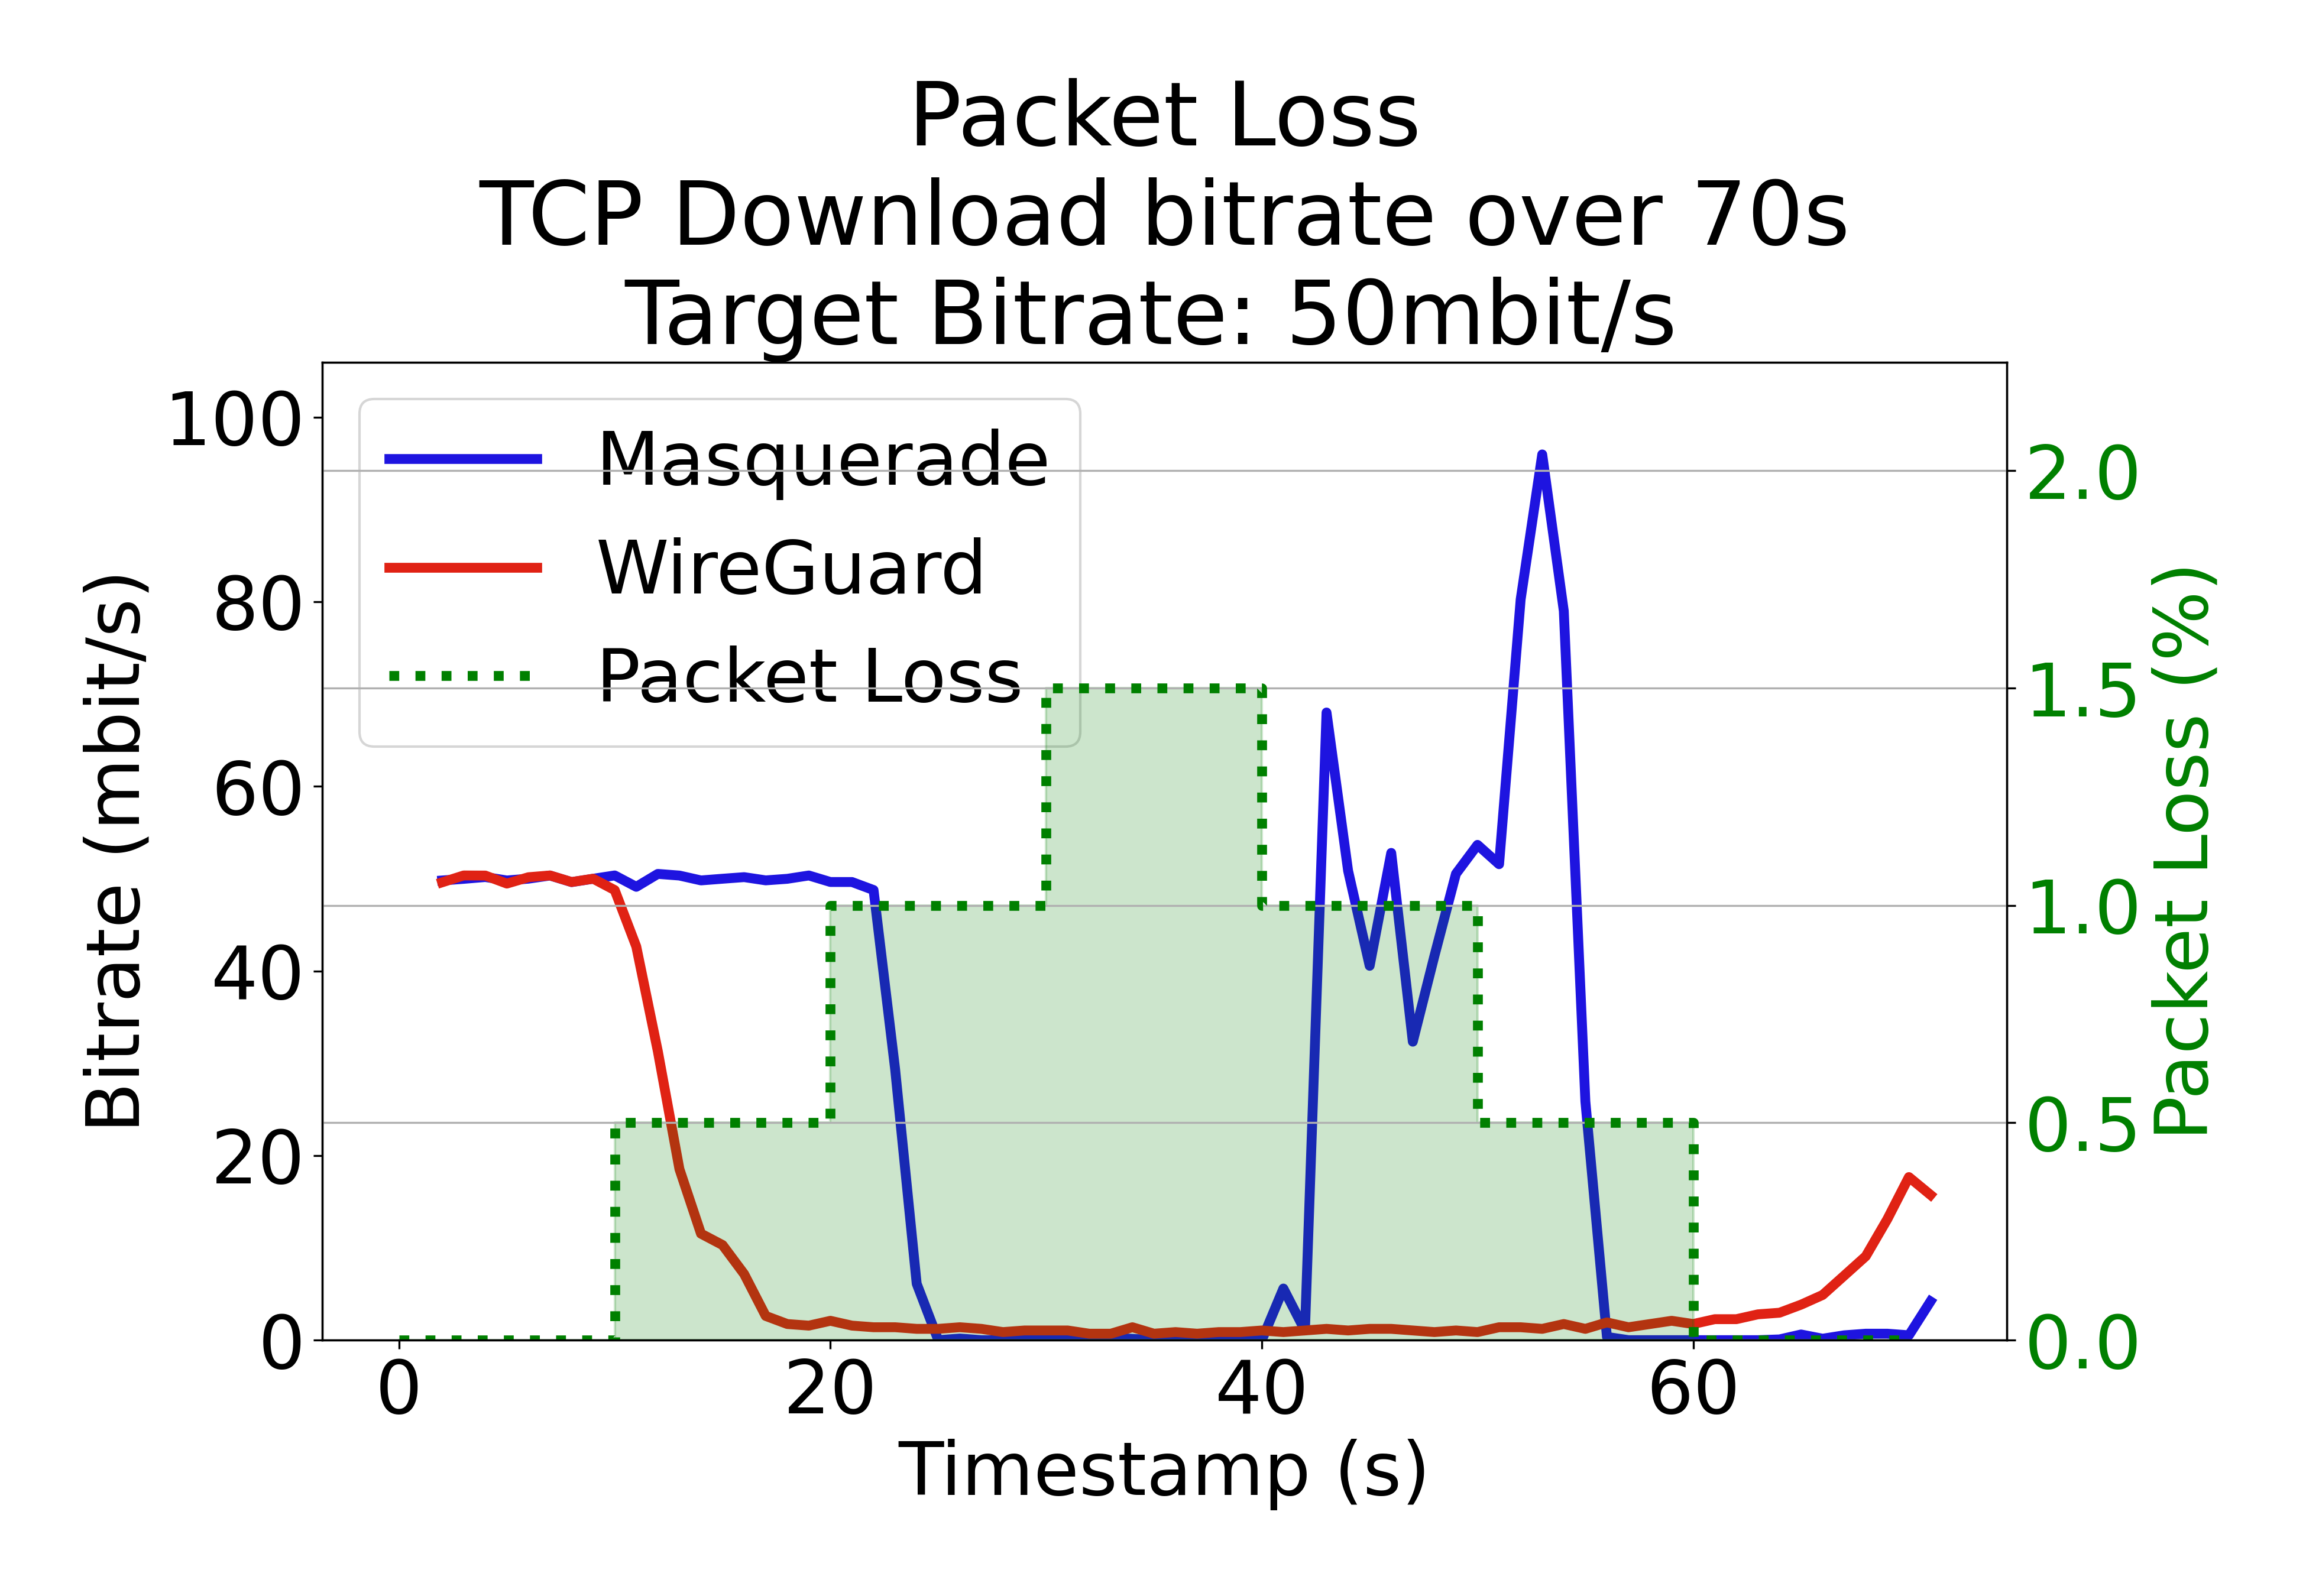 Packet Loss
TCP Download bitrate over 70s
Target Bitrate: 50mbit/s
Bitrate (mbit/s)
100
80
60
40
20
0
Masquerade
WireGuard
Packet Loss
2.0
1.5
1.0
0.5
0.0
Packet Loss (%)
0 20 40 60
Timestamp (s)